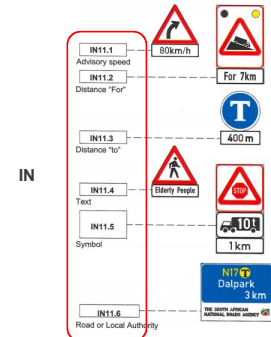 IN
IN11.1
Advisory speed
80km/h
IN11.2
Distance "For"
For 7km
T
IN11.3
Distance "to"
400 m
IN11.4
Text
Elderly People
STOP
IN11.5
Symbol
10t
1km
N17 T
Dalpark
3 km
IN11.6
Road or Local Authority
THE SOUTH AFRICAN
NATIONAL ROADS AGENCY